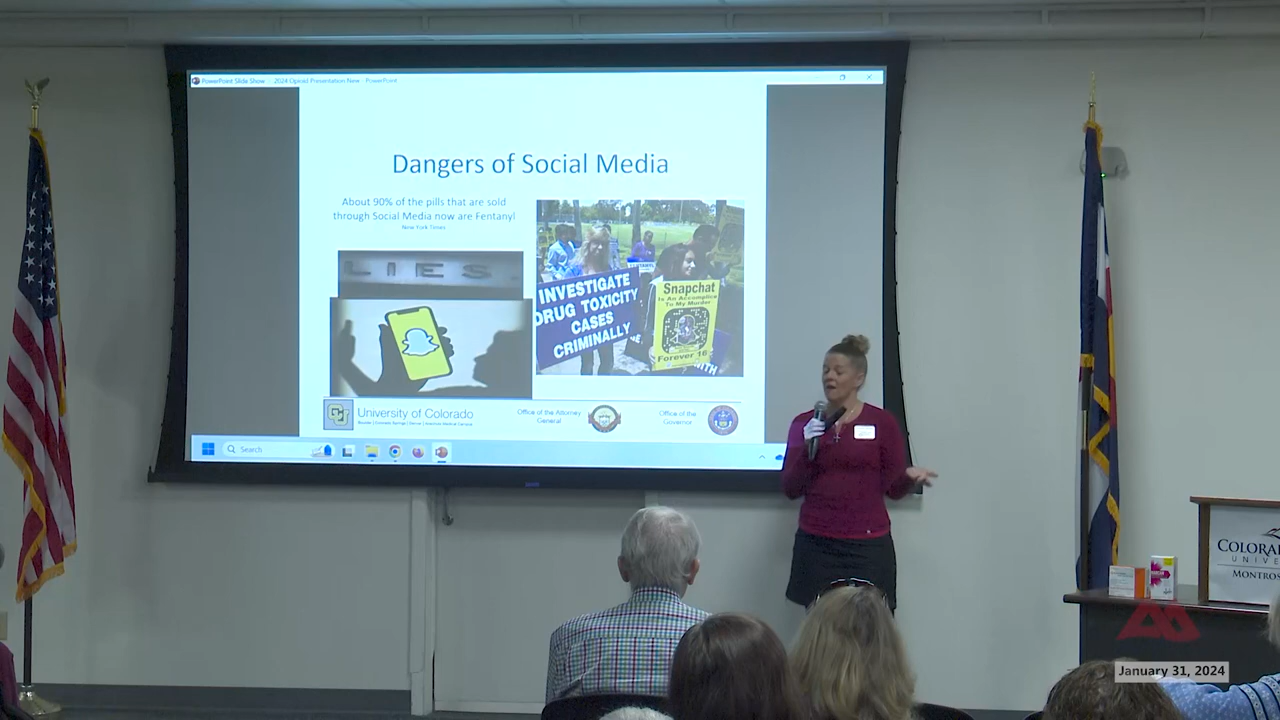 PowerPoint Slide Show - 2024 Opioid Presentation New - PowerPoint
Dangers of Social Media
About 90% of the pills that are sold
through Social Media now are Fentanyl
New York Times
LIES
INVESTIGATE
DRUG TOXICITY
CASES
CRIMINALLY
Snapchat
Is An Accomplice
To My Murder
Forever 16
University of Colorado
Boulder | Colorado Springs | Denver | Anschutz Medical Campus
Office of the Attorney
General
Office of the
Governor
Search
COLORA
UNIVE
MONTROS
January 31, 2024